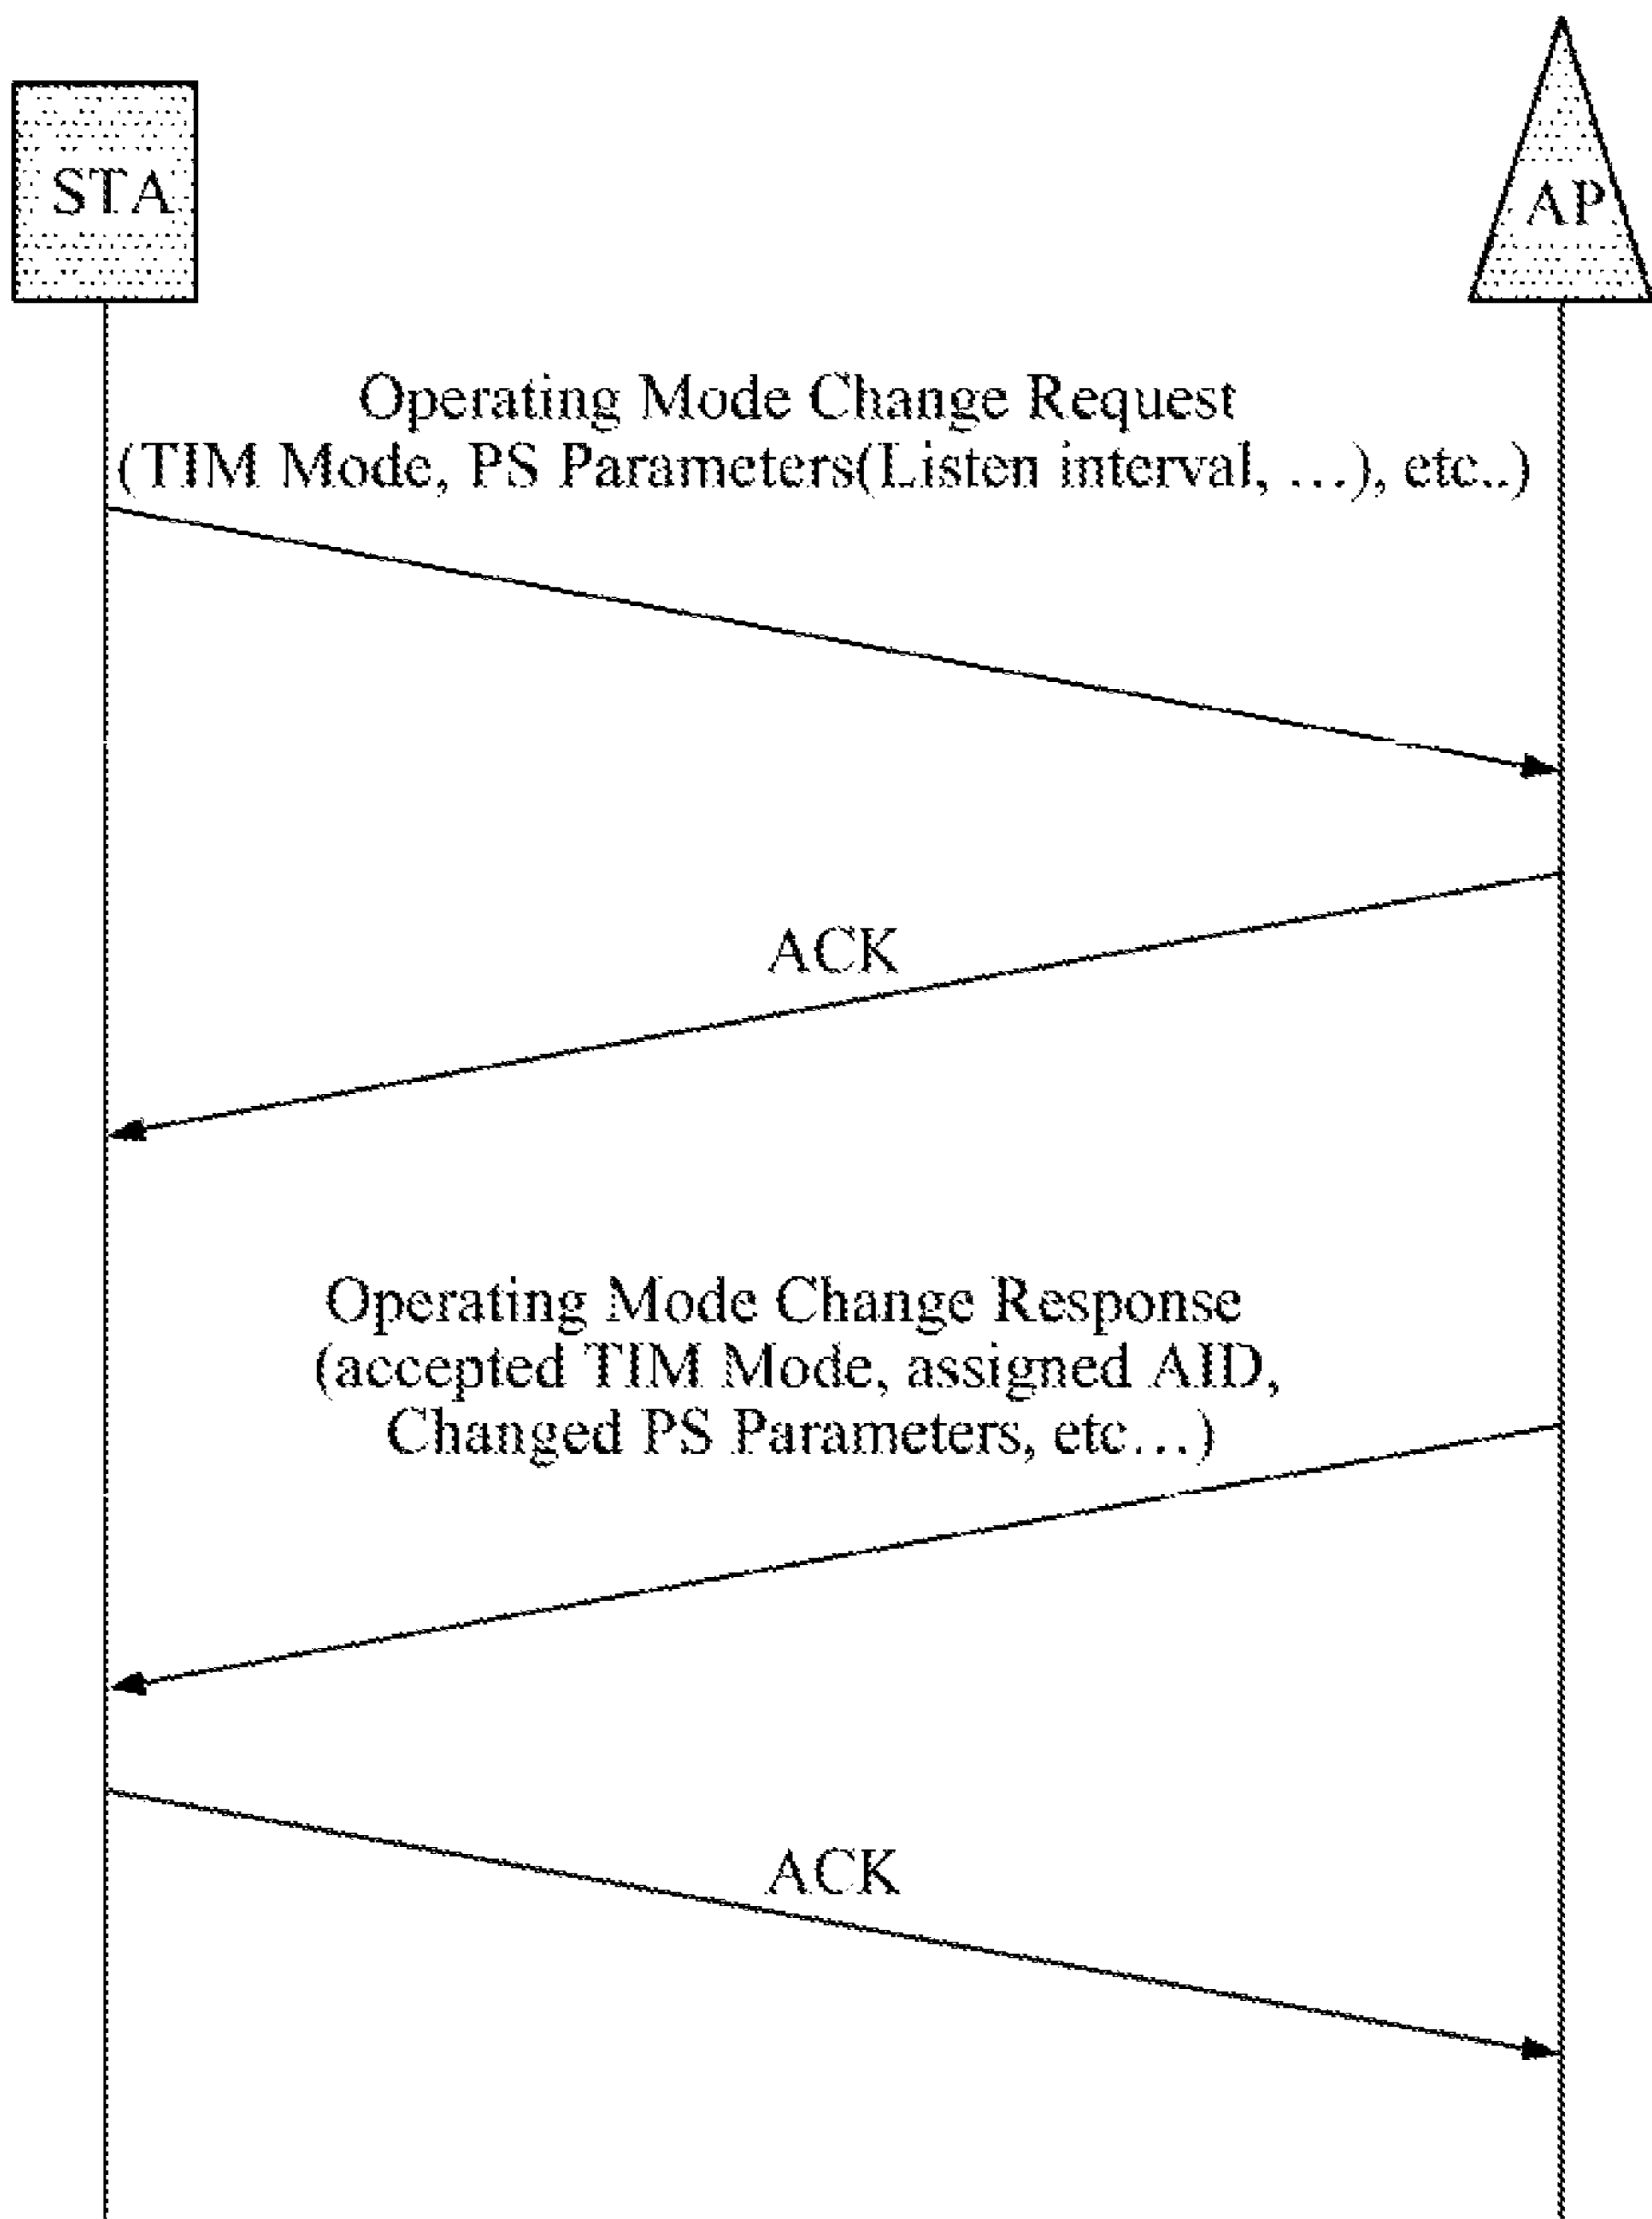 STA
AP
Operating Mode Change Request
(TIM Mode, PS Parameters(Listen interval, …), etc..)
ACK
Operating Mode Change Response
(accepted TIM Mode, assigned AID,
Changed PS Parameters, etc…)
ACK